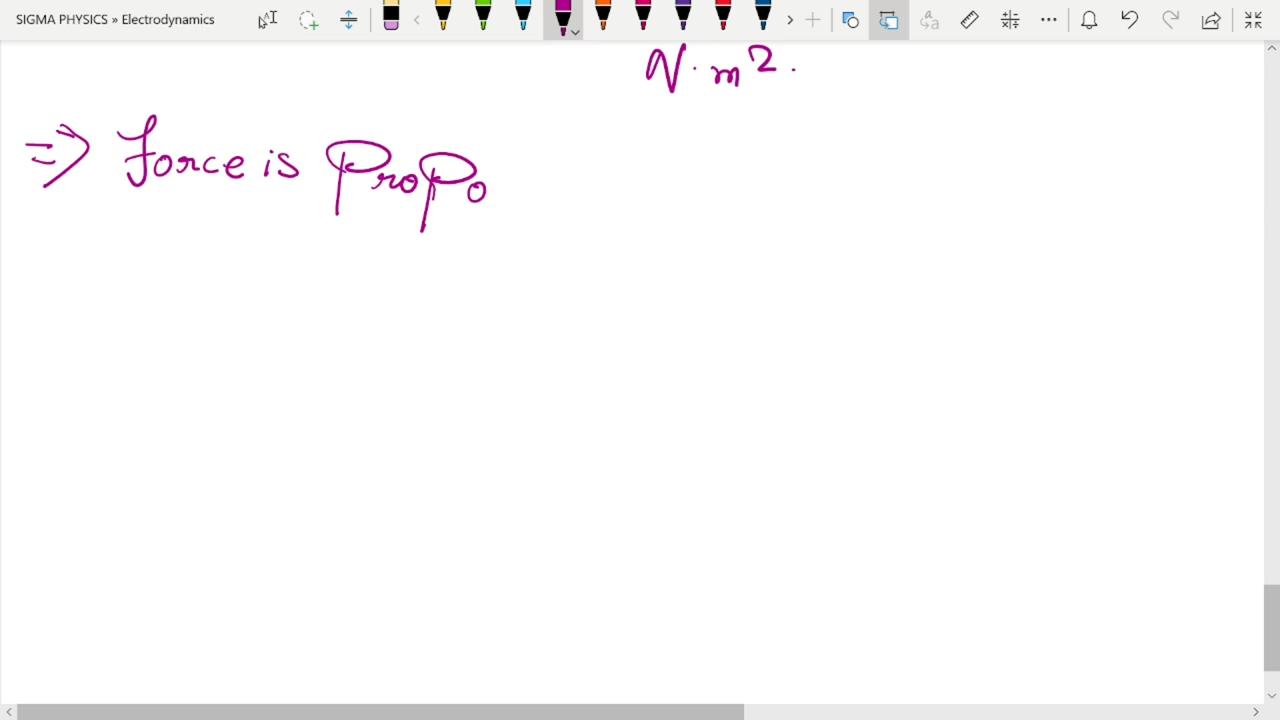 SIGMA PHYSICS » Electrodynamics
N · m².
⇒ Force is ProPo